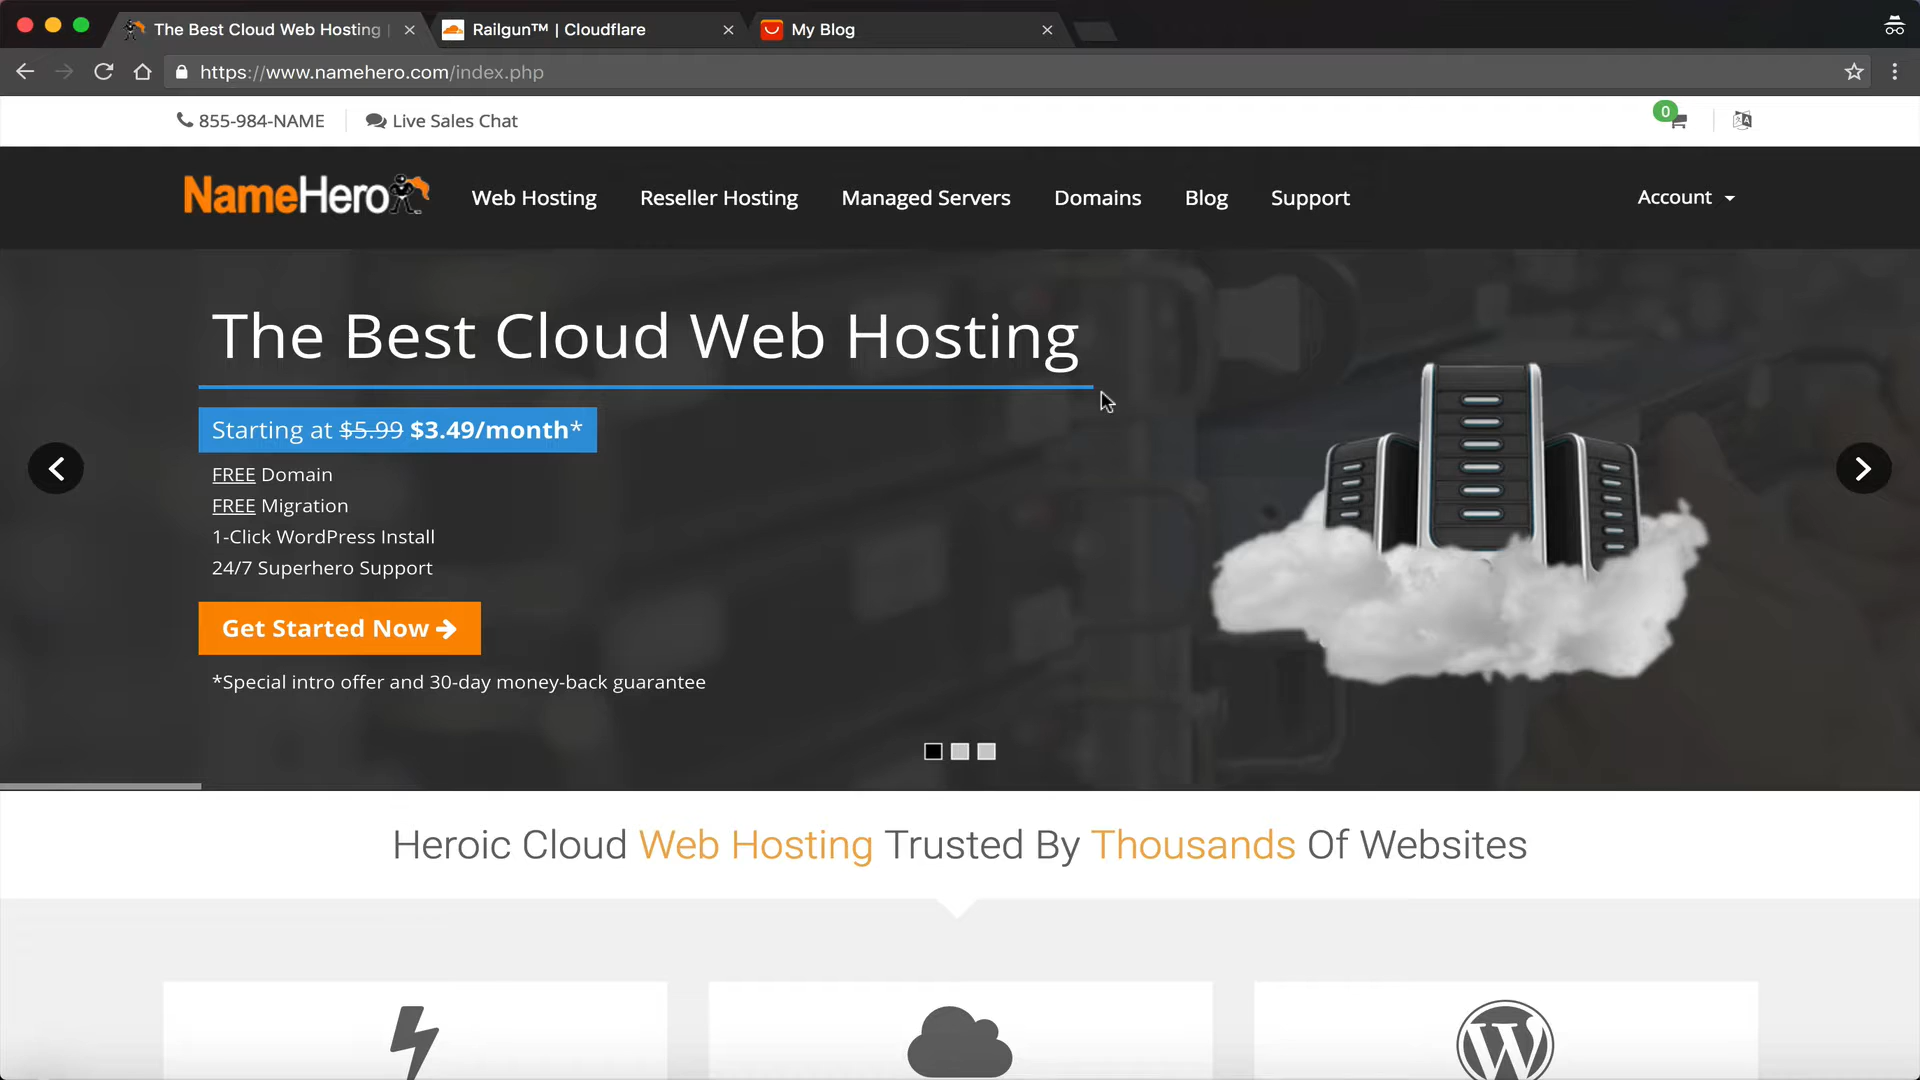 The Best Cloud Web Hosting
Railgun™ | Cloudflare
My Blog
https://www.namehero.com/index.php
855-984-NAME
Live Sales Chat
0
NameHero
Web Hosting
Reseller Hosting
Managed Servers
Domains
Blog
Support
Account
The Best Cloud Web Hosting
Starting at $5.99 $3.49/month*
FREE Domain
FREE Migration
1-Click WordPress Install
24/7 Superhero Support
Get Started Now
*Special intro offer and 30-day money-back guarantee
Heroic Cloud Web Hosting Trusted By Thousands Of Websites